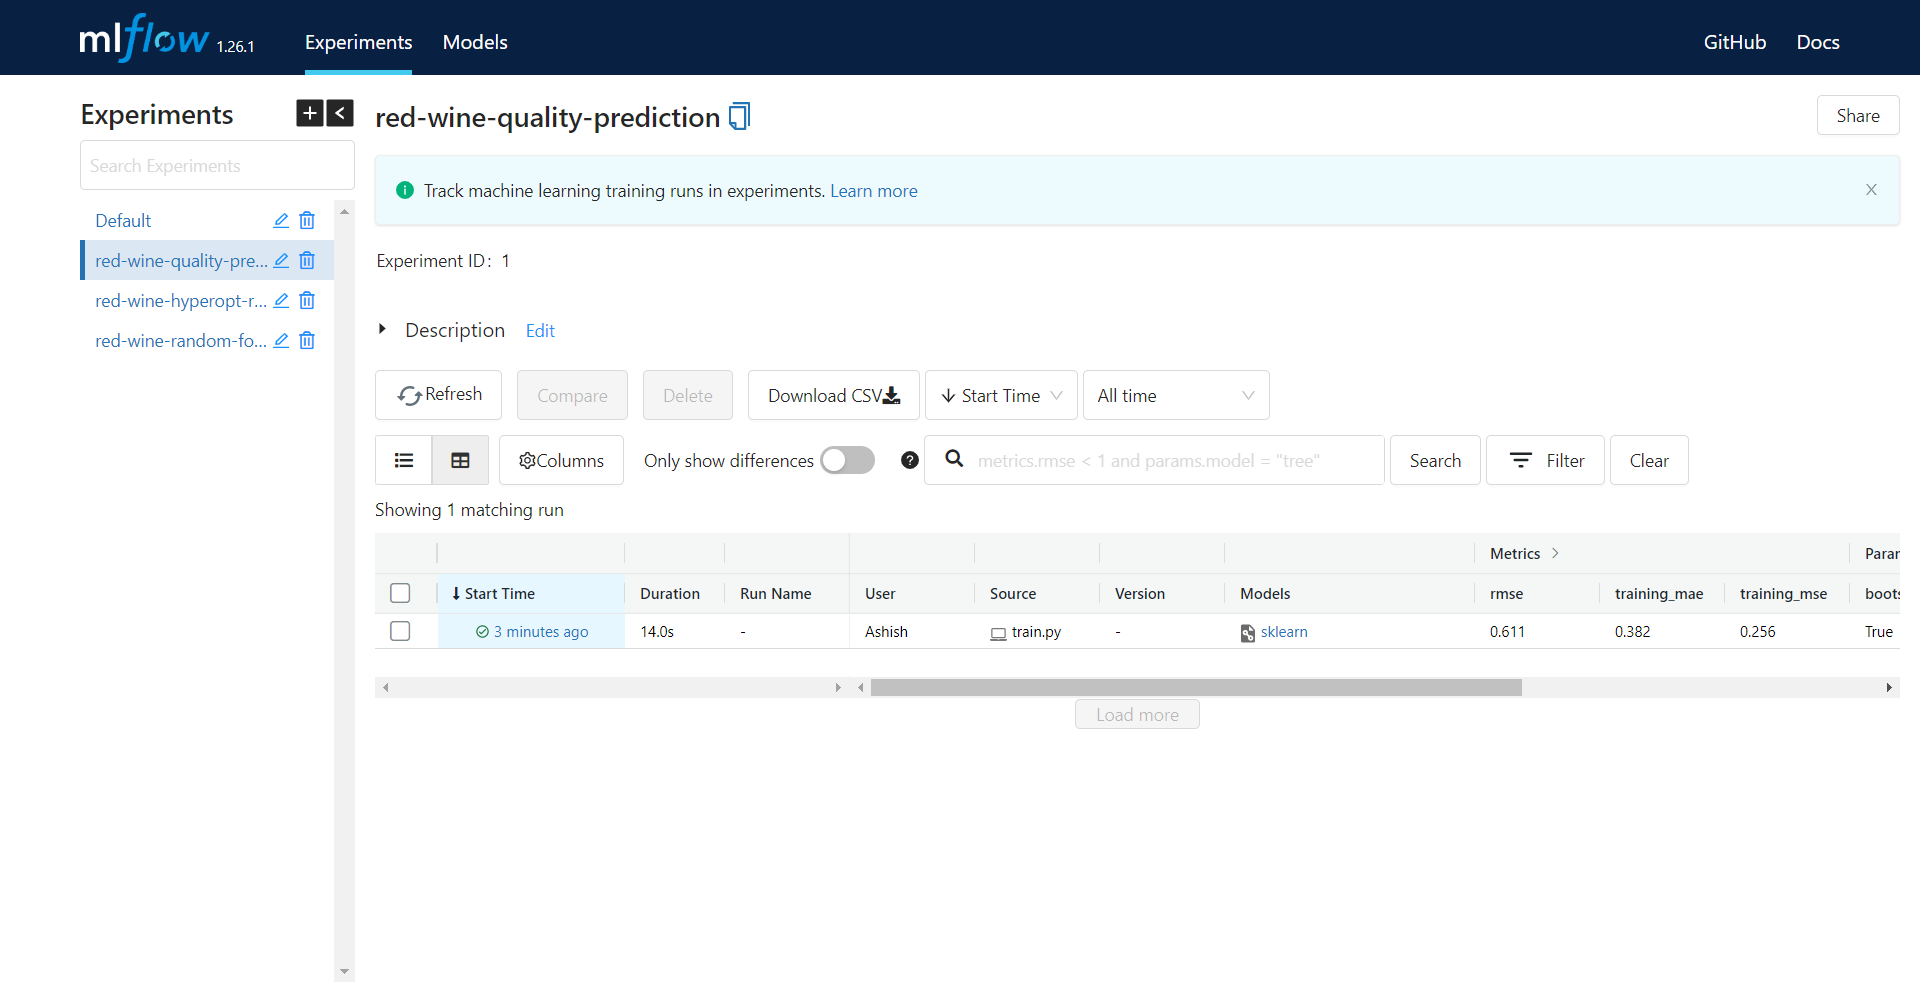 mlflow 1.26.1 Experiments Models GitHub Docs
Experiments
Search Experiments
Default
red-wine-quality-pre...
red-wine-hyperopt-r...
red-wine-random-fo...
red-wine-quality-prediction Share
Track machine learning training runs in experiments. Learn more
Experiment ID: 1
Description Edit
Refresh Compare Delete Download CSV Start Time All time
Columns Only show differences metrics.rmse < 1 and params.model = "tree" Search Filter Clear
Showing 1 matching run
Metrics Parar
Start Time Duration Run Name User Source Version Models rmse training_mae training_mse boots
3 minutes ago 14.0s - Ashish train.py - sklearn 0.611 0.382 0.256 True
Load more